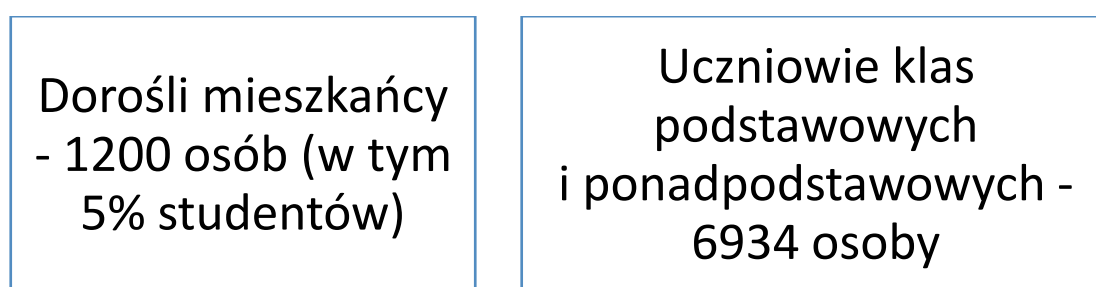 Dorośli mieszkańcy
- 1200 osób (w tym
5% studentów)
Uczniowie klas
podstawowych
i ponadpodstawowych -
6934 osoby